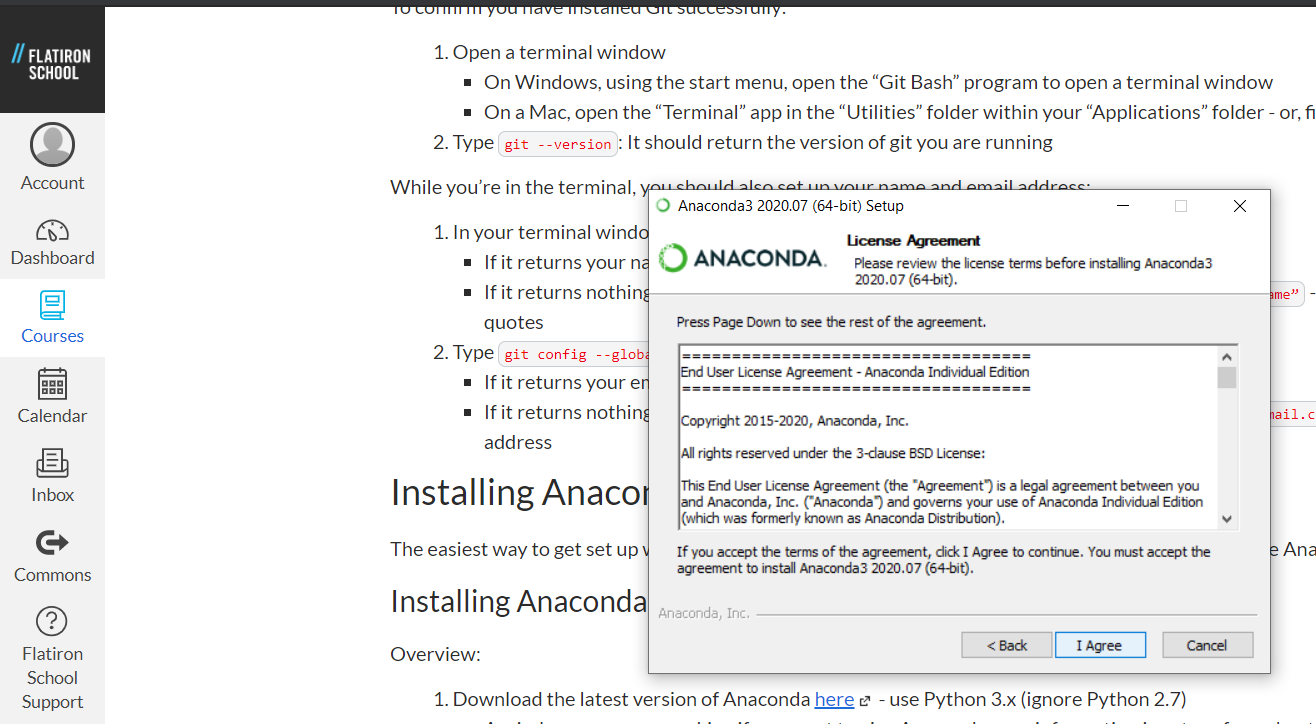 To confirm you have installed Git successfully:
FLATIRON
SCHOOL
Account
Dashboard
Courses
Calendar
Inbox
Commons
Flatiron
School
Support
1. Open a terminal window
On Windows, using the start menu, open the “Git Bash” program to open a terminal window
On a Mac, open the “Terminal” app in the “Utilities” folder within your “Applications” folder - or,
2. Type git --version: It should return the version of git you are running
While you’re in the terminal, you should also set up your name and email address:
1. In your terminal windo
If it returns your na
If it returns nothing
ame” -
quotes
2. Type git config --globa
If it returns your em
If it returns nothing
mail.c
address
Installing Anacon
The easiest way to get set up
e Ana
Installing Anaconda
Overview:
1. Download the latest version of Anaconda here - use Python 3.x (ignore Python 2.7)
Anaconda3 2020.07 (64-bit) Setup
ANACONDA.
License Agreement
Please review the license terms before installing Anaconda3
2020.07 (64-bit).
Press Page Down to see the rest of the agreement.
===================================
End User License Agreement - Anaconda Individual Edition
===================================
Copyright 2015-2020, Anaconda, Inc.
All rights reserved under the 3-clause BSD License:
This End User License Agreement (the "Agreement") is a legal agreement between you
and Anaconda, Inc. ("Anaconda") and governs your use of Anaconda Individual Edition
(which was formerly known as Anaconda Distribution).
If you accept the terms of the agreement, click I Agree to continue. You must accept the
agreement to install Anaconda3 2020.07 (64-bit).
Anaconda, Inc.
< Back
I Agree
Cancel